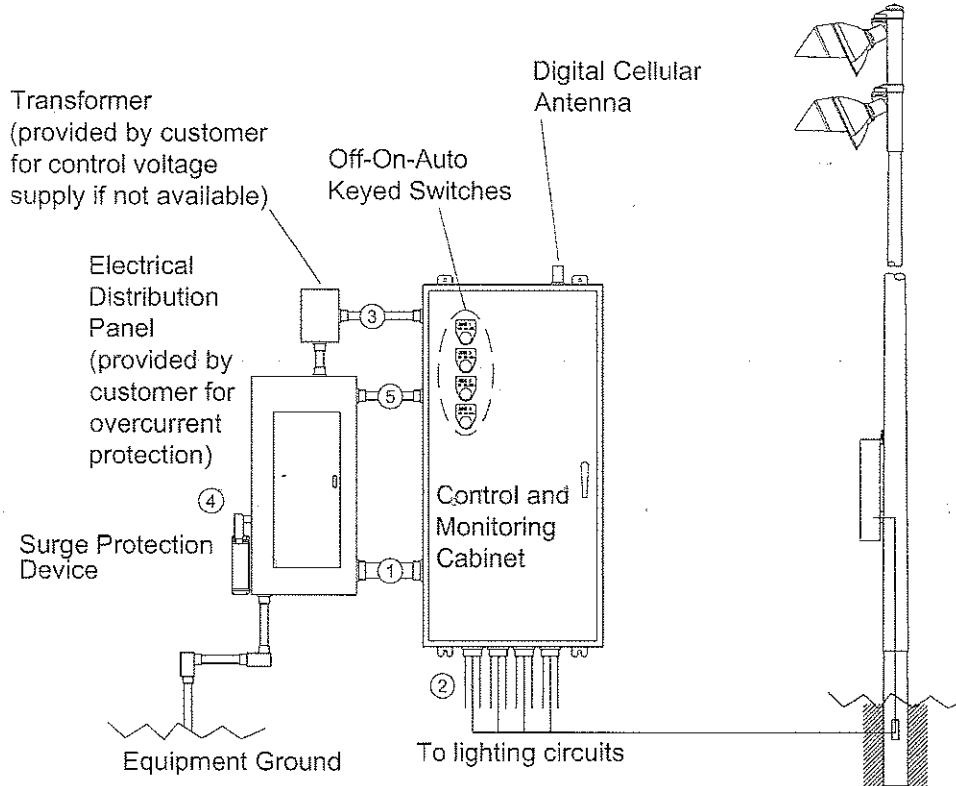 Digital Cellular
Antenna
Transformer
(provided by customer
for control voltage
supply if not available)
Off-On-Auto
Keyed Switches
Electrical
Distribution
Panel
(provided by
customer for
overcurrent
protection)
3
5
4
Surge Protection
Device
Control and
Monitoring
Cabinet
1
2
Equipment Ground
To lighting circuits